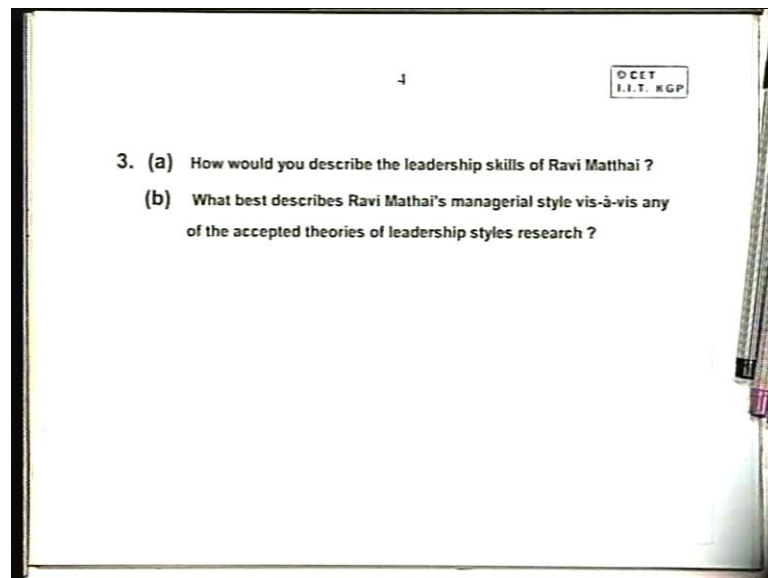 4
⊙ CET
I.I.T. KGP
3. (a) How would you describe the leadership skills of Ravi Matthai ?
(b) What best describes Ravi Mathai's managerial style vis-à-vis any
of the accepted theories of leadership styles research ?